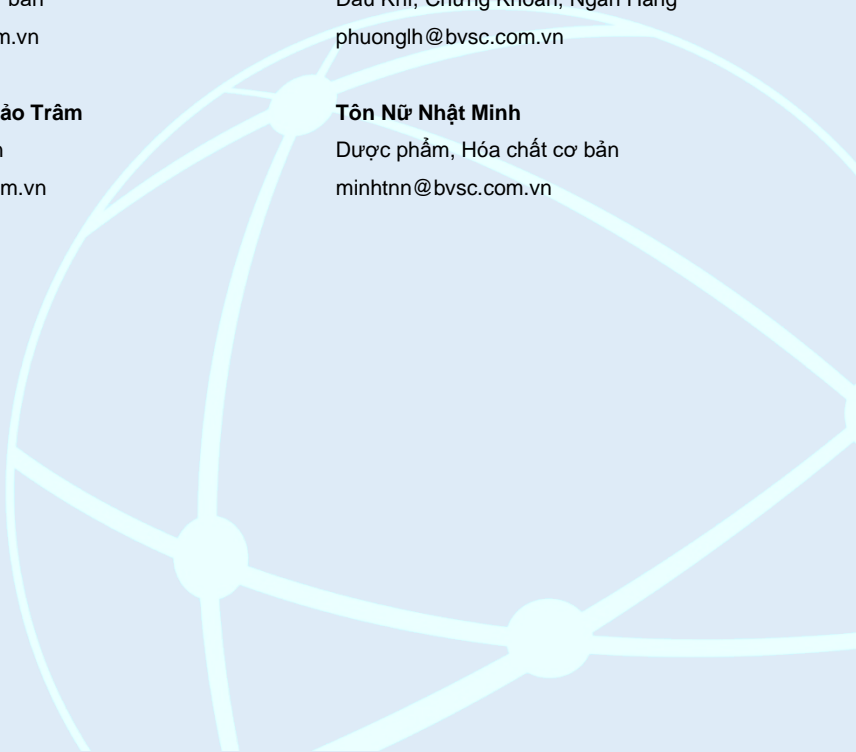 bản
m.vn
ảo Trâm
m.vn
Dầu Khí, Chứng Khoán, Ngân Hàng
phuonglh@bvsc.com.vn
Tôn Nữ Nhật Minh
Dược phẩm, Hóa chất cơ bản
minhtnn@bvsc.com.vn